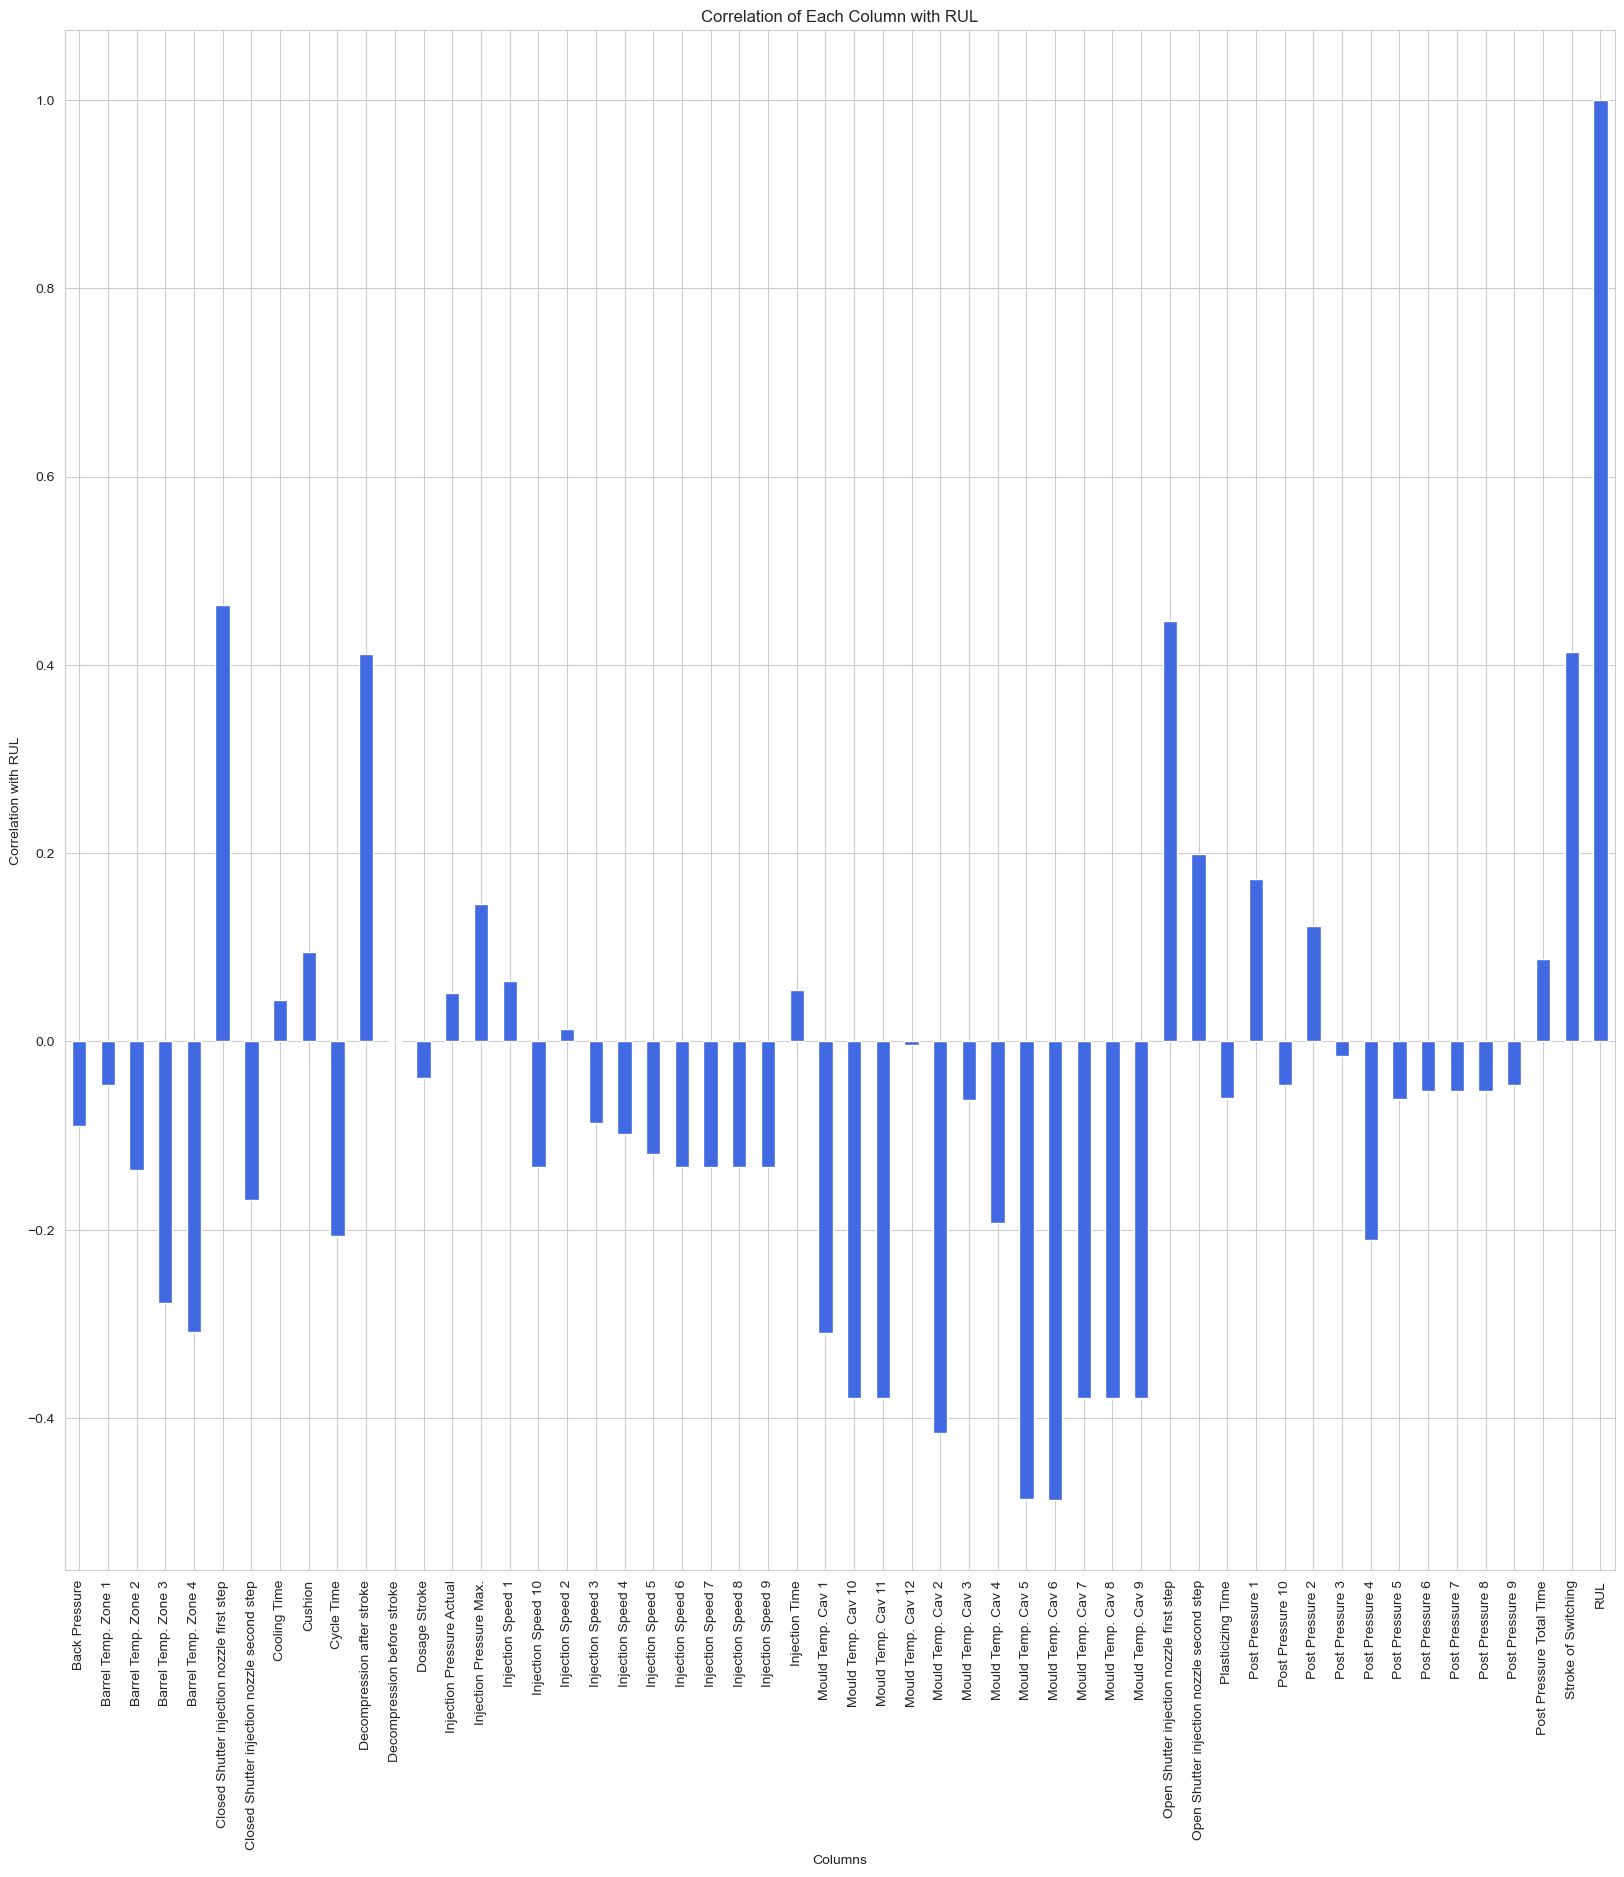 Correlation of Each Column with RUL
1.0
0.8
0.6
0.4
0.2
0.0
−0.2
−0.4
Correlation with RUL
Back Pressure
Barrel Temp. Zone 1
Barrel Temp. Zone 2
Barrel Temp. Zone 3
Barrel Temp. Zone 4
Closed Shutter injection nozzle first step
Closed Shutter injection nozzle second step
Cooling Time
Cushion
Cycle Time
Decompression after stroke
Decompression before stroke
Dosage Stroke
Injection Pressure Actual
Injection Pressure Max.
Injection Speed 1
Injection Speed 10
Injection Speed 2
Injection Speed 3
Injection Speed 4
Injection Speed 5
Injection Speed 6
Injection Speed 7
Injection Speed 8
Injection Speed 9
Injection Time
Mould Temp. Cav 1
Mould Temp. Cav 10
Mould Temp. Cav 11
Mould Temp. Cav 12
Mould Temp. Cav 2
Mould Temp. Cav 3
Mould Temp. Cav 4
Mould Temp. Cav 5
Mould Temp. Cav 6
Mould Temp. Cav 7
Mould Temp. Cav 8
Mould Temp. Cav 9
Open Shutter injection nozzle first step
Open Shutter injection nozzle second step
Plasticizing Time
Post Pressure 1
Post Pressure 10
Post Pressure 2
Post Pressure 3
Post Pressure 4
Post Pressure 5
Post Pressure 6
Post Pressure 7
Post Pressure 8
Post Pressure 9
Post Pressure Total Time
Stroke of Switching
RUL
Columns